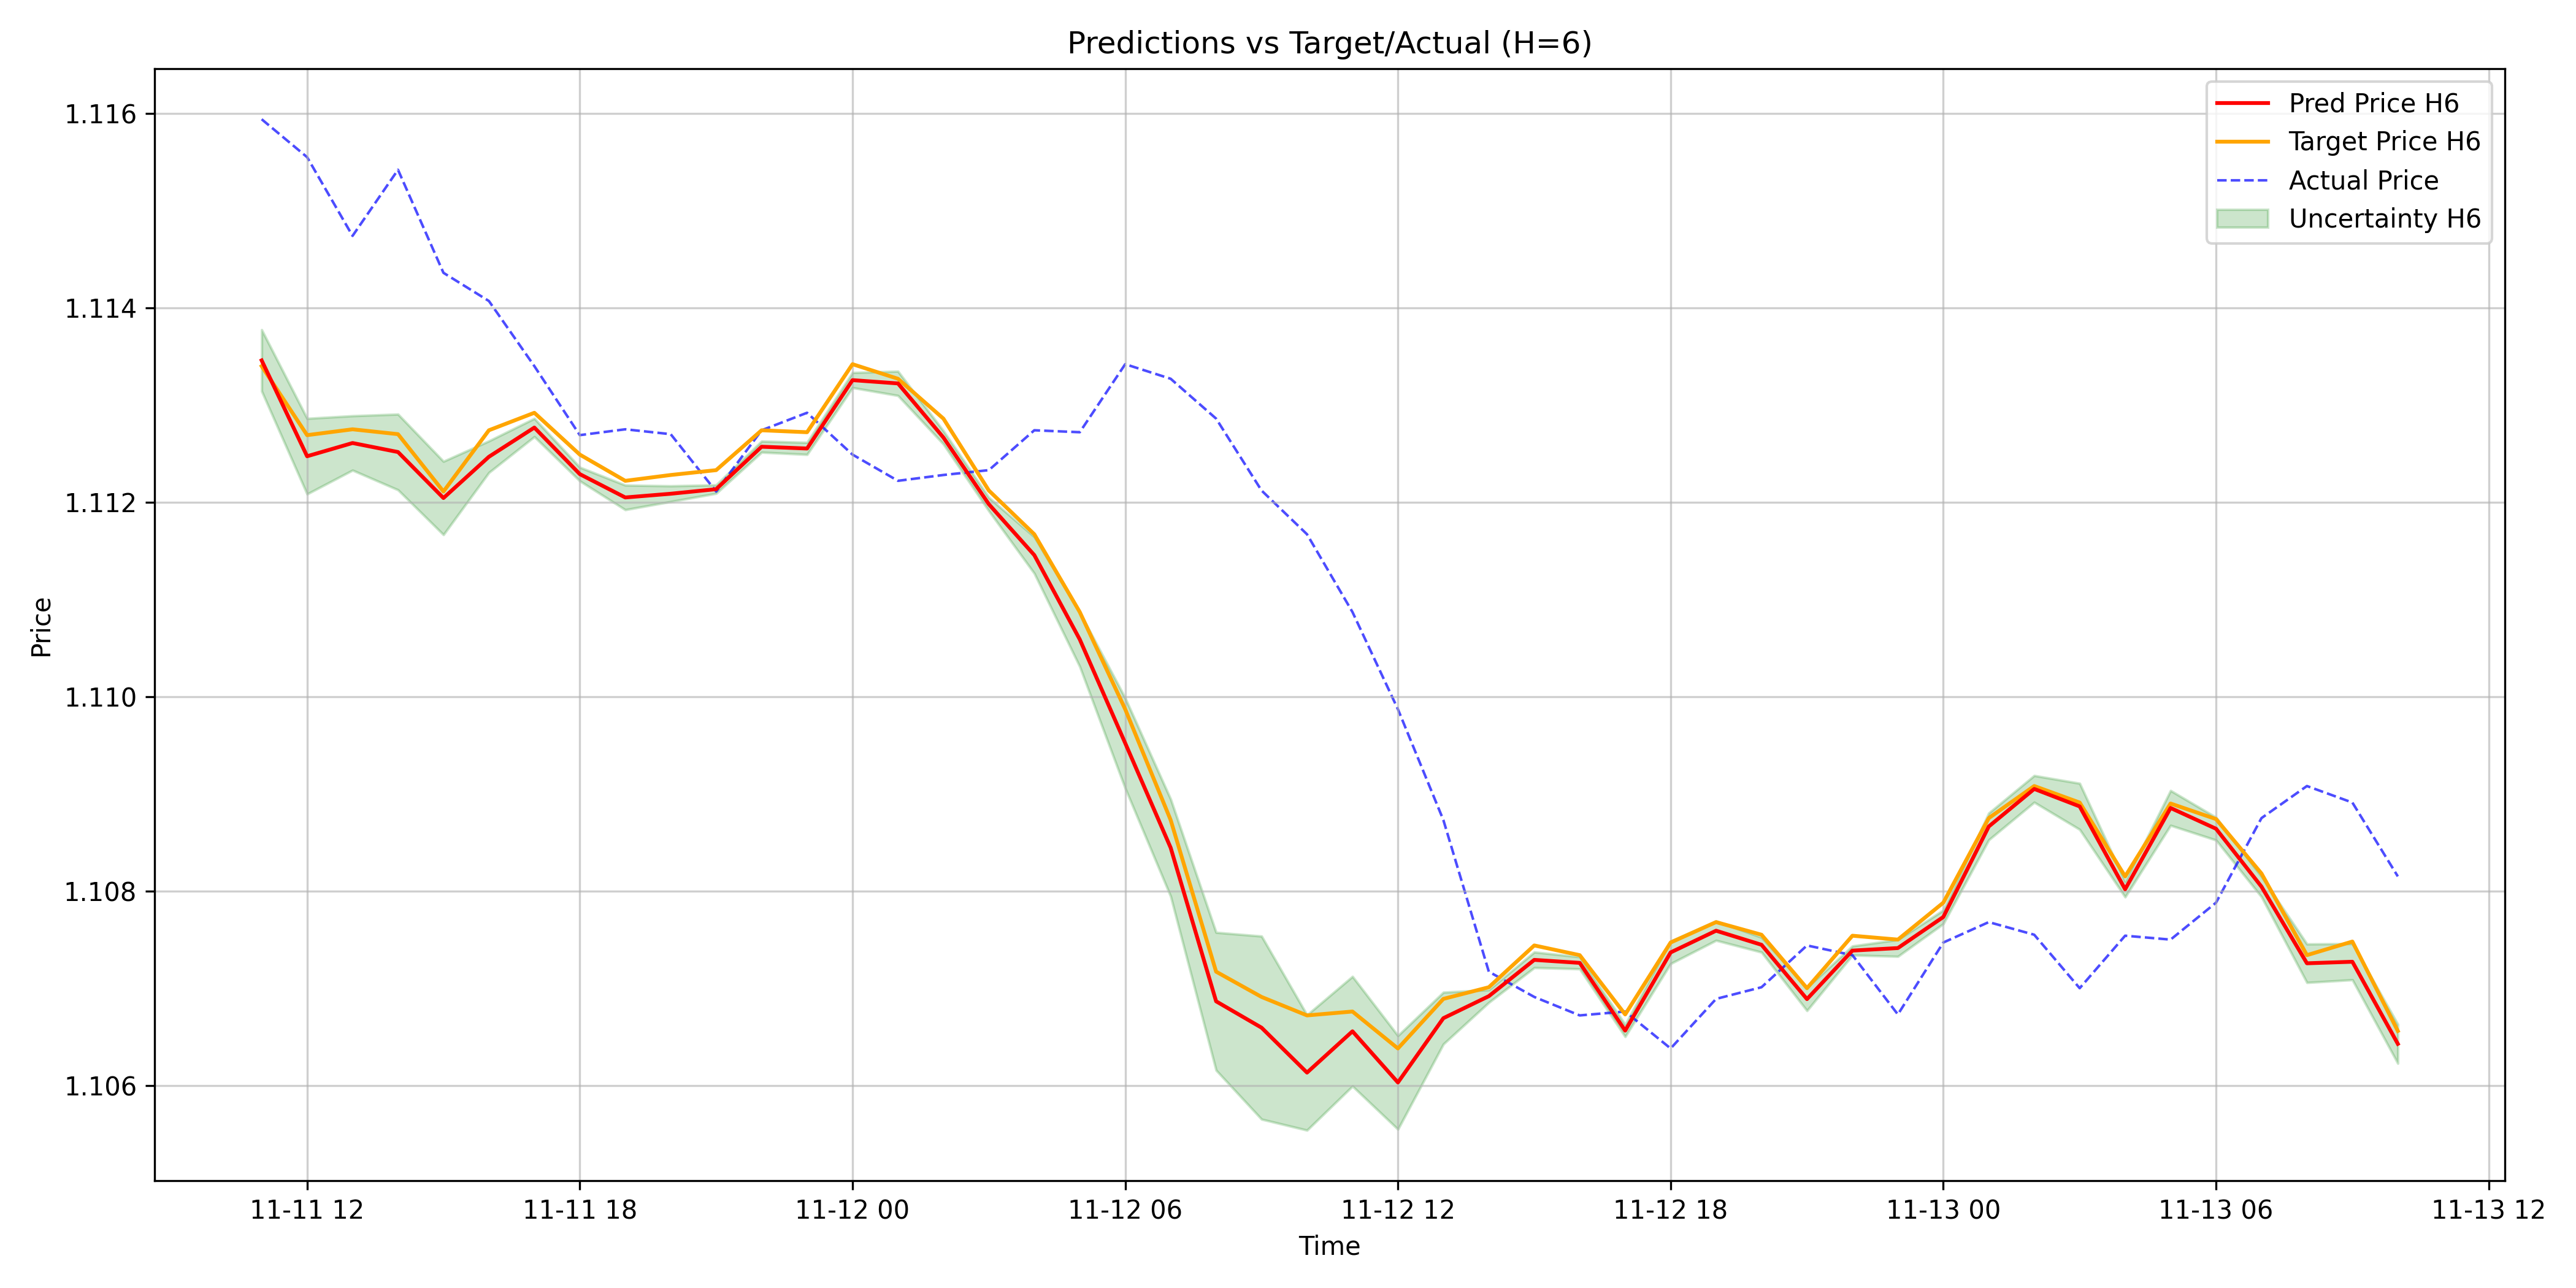 Predictions vs Target/Actual (H=6)
Pred Price H6
Target Price H6
Actual Price
Uncertainty H6
1.116
1.114
1.112
1.110
1.108
1.106
Price
11-11 12
11-11 18
11-12 00
11-12 06
11-12 12
11-12 18
11-13 00
11-13 06
11-13 12
Time